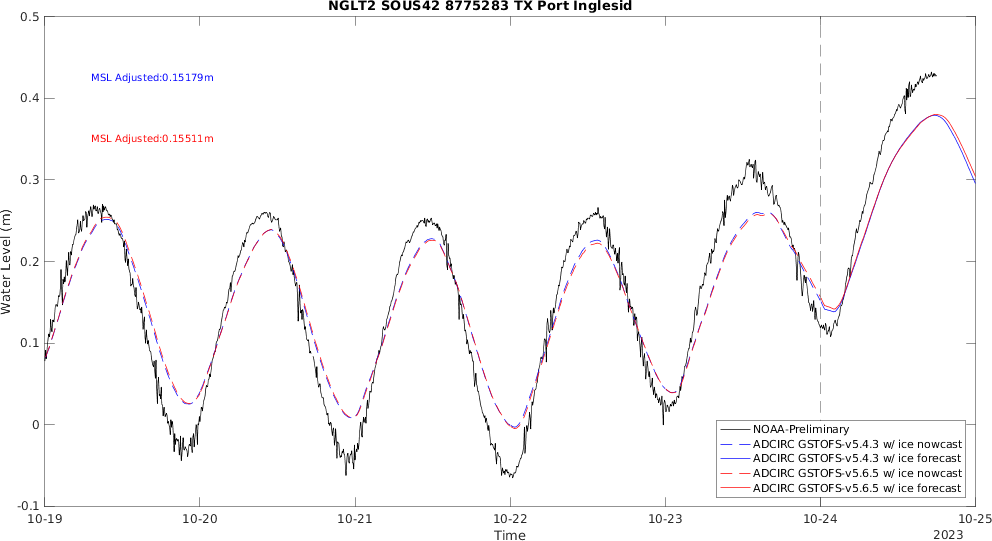 NGLT2 SOUS42 8775283 TX Port Inglesid
0.5
0.4
0.3
0.2
0.1
0
-0.1
Water Level (m)
MSL Adjusted:0.15179m
MSL Adjusted:0.15511m
NOAA-Preliminary
ADCIRC GSTOFS-v5.4.3 w/ ice nowcast
ADCIRC GSTOFS-v5.4.3 w/ ice forecast
ADCIRC GSTOFS-v5.6.5 w/ ice nowcast
ADCIRC GSTOFS-v5.6.5 w/ ice forecast
10-19 10-20 10-21 10-22 10-23 10-24 10-25
Time
2023